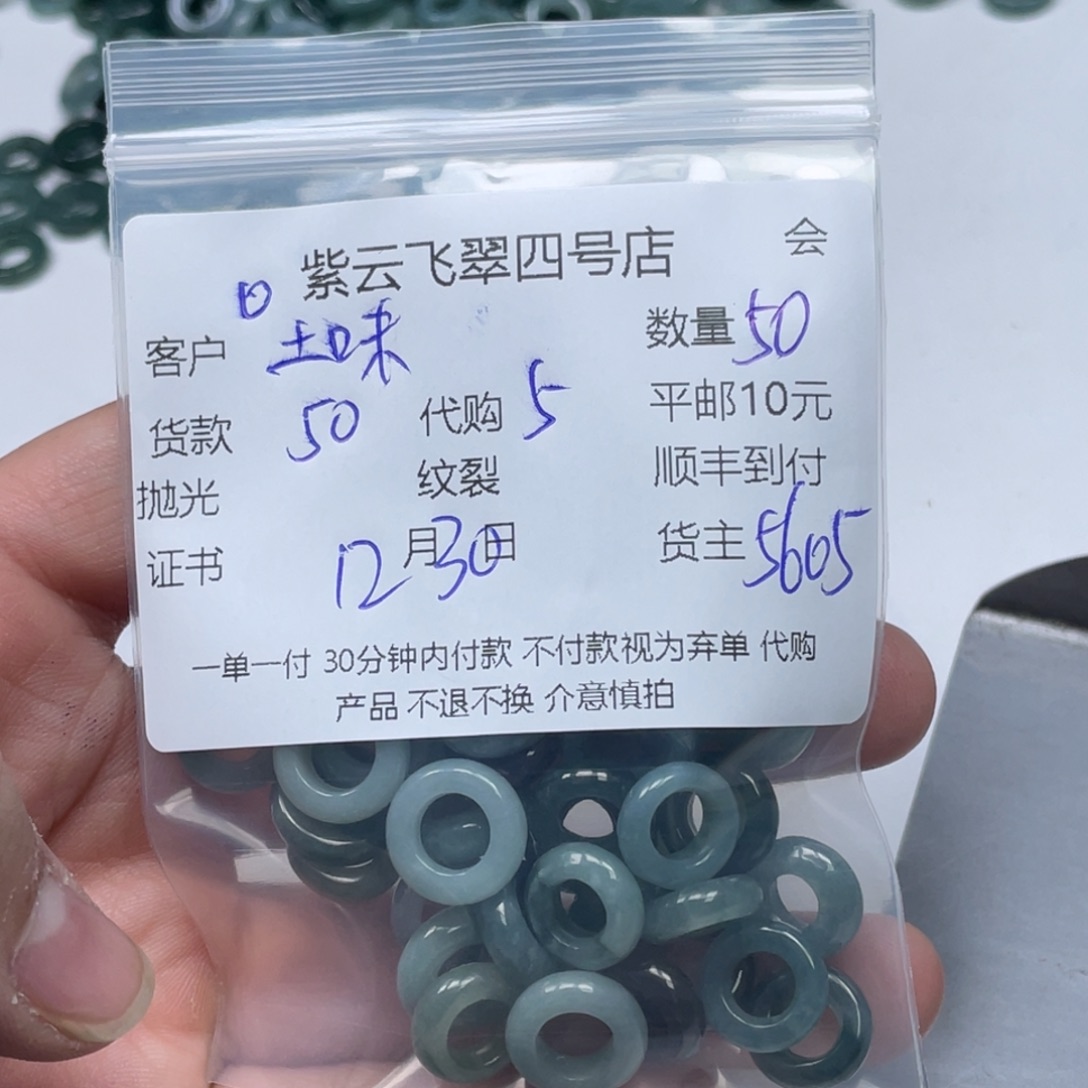 紫云飞翠四号店 会
客户 土味 数量 50
货款 50 代购 5 平邮10元
抛光 纹裂 顺丰到付
证书 12月30日 货主 5605
一单一付 30分钟内付款 不付款视为弃单 代购
产品 不退不换 介意慎拍